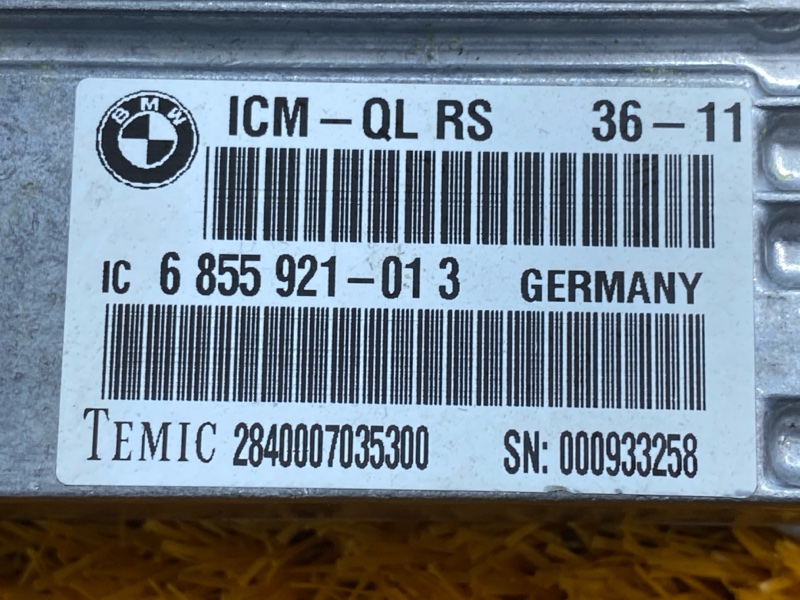 BMW
ICM – QL RS 36 – 11
IC 6 855 921 – 01 3 GERMANY
TEMIC 2840007035300 SN: 000933258